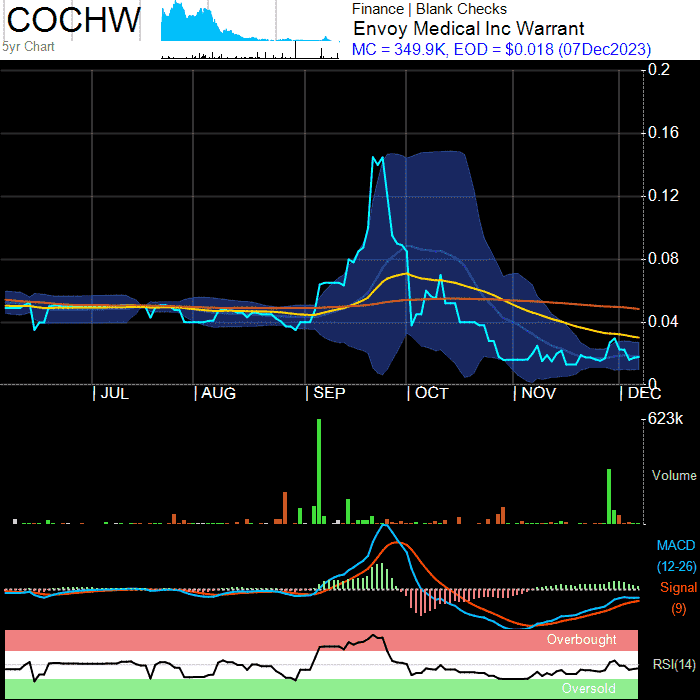 COCHW
5yr Chart
Finance | Blank Checks
Envoy Medical Inc Warrant
MC = 349.9K, EOD = $0.018 (07Dec2023)
0.2
0.16
0.12
0.08
0.04
0
JUL AUG SEP OCT NOV DEC
623k
Volume
MACD
(12-26)
Signal
(9)
Overbought
RSI(14)
Oversold